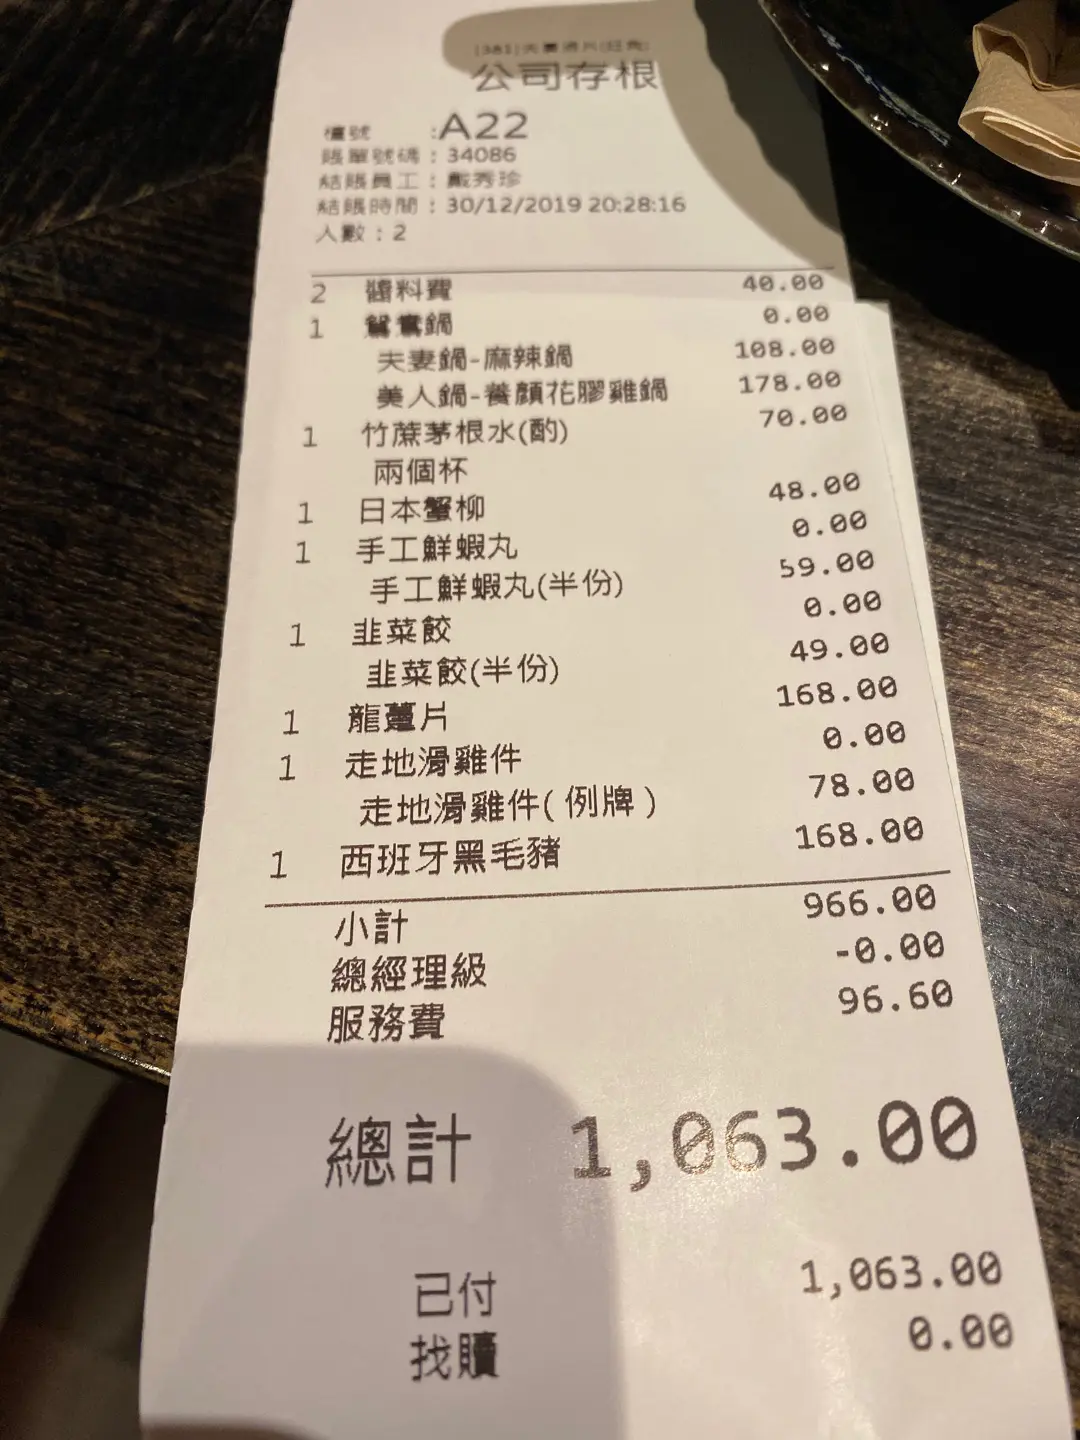 (381)夫妻沸片(旺角)
公司存根
檯號 :A22
賬單號碼：34086
結賬員工：戴秀珍
結賬時間：30/12/2019 20:28:16
人數：2
2 醬料費 40.00
1 鴛鴦鍋 0.00
夫妻鍋-麻辣鍋 108.00
美人鍋-養顏花膠雞鍋 178.00
1 竹蔗茅根水(酌) 70.00
兩個杯
1 日本蟹柳 48.00
1 手工鮮蝦丸 0.00
手工鮮蝦丸(半份) 59.00
1 韭菜餃 0.00
韭菜餃(半份) 49.00
1 龍躉片 168.00
1 走地滑雞件 0.00
走地滑雞件(例牌) 78.00
1 西班牙黑毛豬 168.00
小計 966.00
總經理級 -0.00
服務費 96.60
總計 1,063.00
已付 1,063.00
找贖 0.00